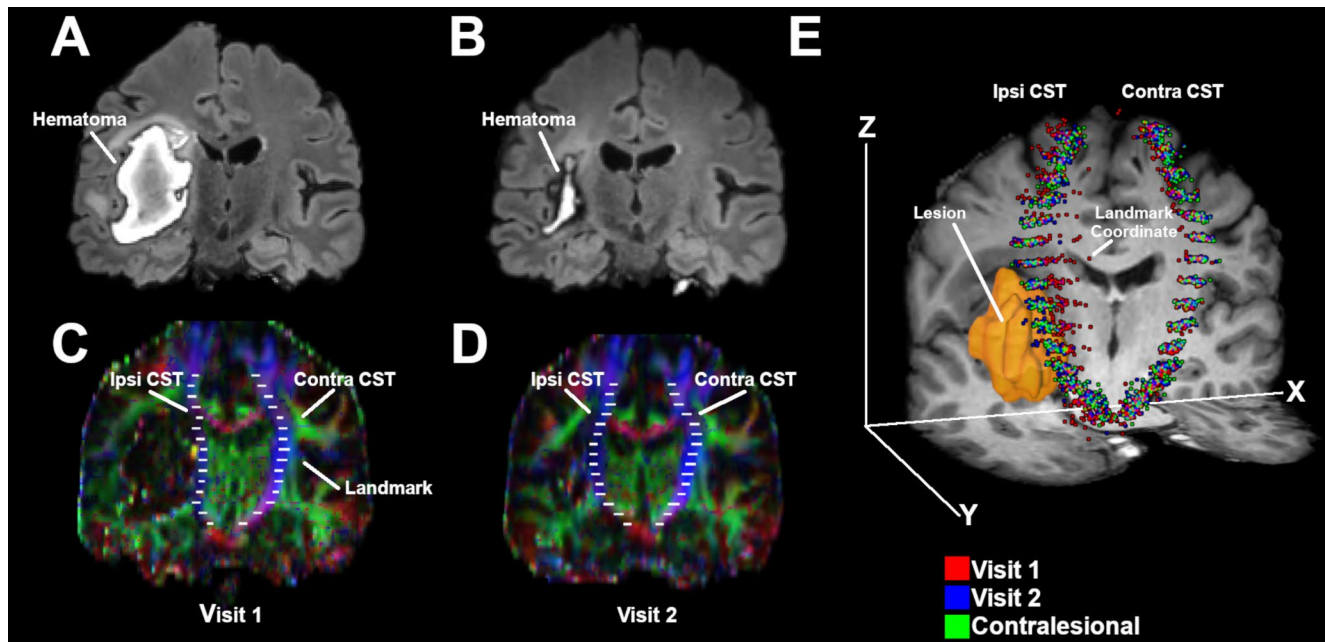 A
Hematoma
B
Hematoma
C
Ipsi CST
Contra CST
Landmark
Visit 1
D
Ipsi CST
Contra CST
Visit 2
E
Ipsi CST
Contra CST
Z
Lesion
Landmark
Coordinate
X
Y
Visit 1
Visit 2
Contralesional